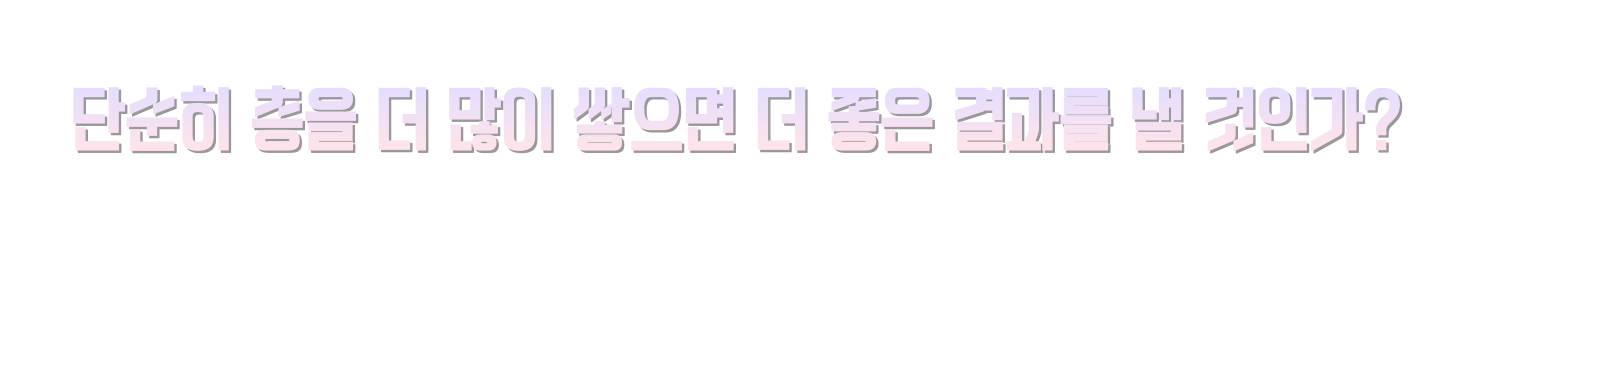 단순히 층을 더 많이 쌓으면 더 좋은 결과를 낼 것인가?